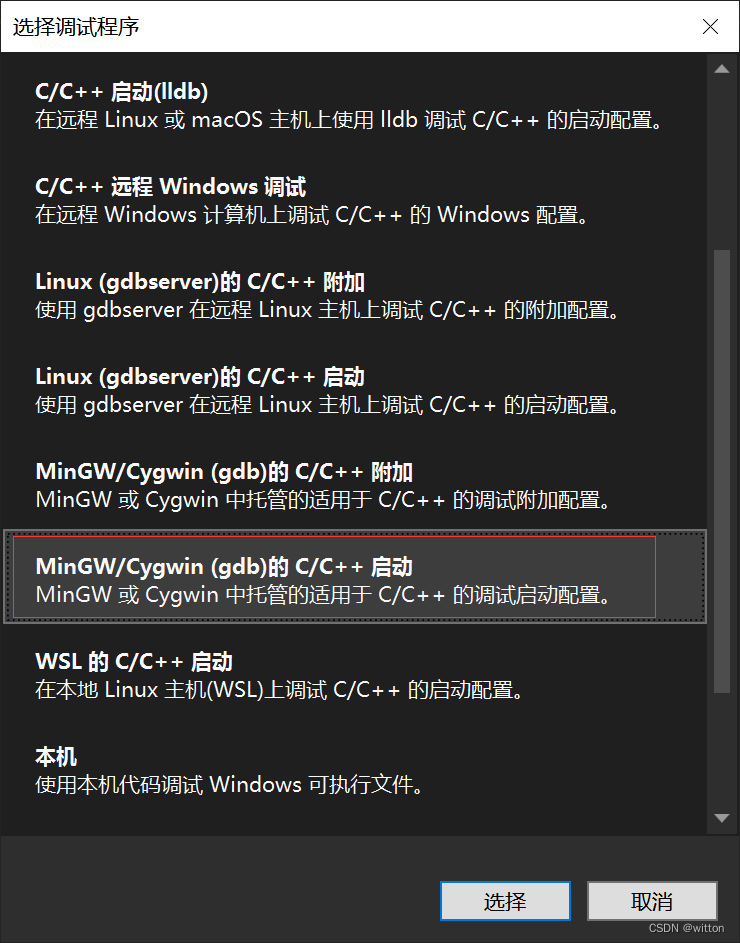 选择调试程序
C/C++ 启动(lldb)
在远程 Linux 或 macOS 主机上使用 lldb 调试 C/C++ 的启动配置。
C/C++ 远程 Windows 调试
在远程 Windows 计算机上调试 C/C++ 的 Windows 配置。
Linux (gdbserver)的 C/C++ 附加
使用 gdbserver 在远程 Linux 主机上调试 C/C++ 的附加配置。
Linux (gdbserver)的 C/C++ 启动
使用 gdbserver 在远程 Linux 主机上调试 C/C++ 的启动配置。
MinGW/Cygwin (gdb)的 C/C++ 附加
MinGW 或 Cygwin 中托管的适用于 C/C++ 的调试附加配置。
MinGW/Cygwin (gdb)的 C/C++ 启动
MinGW 或 Cygwin 中托管的适用于 C/C++ 的调试启动配置。
WSL 的 C/C++ 启动
在本地 Linux 主机(WSL)上调试 C/C++ 的启动配置。
本机
使用本机代码调试 Windows 可执行文件。
选择 取消
CSDN @witton